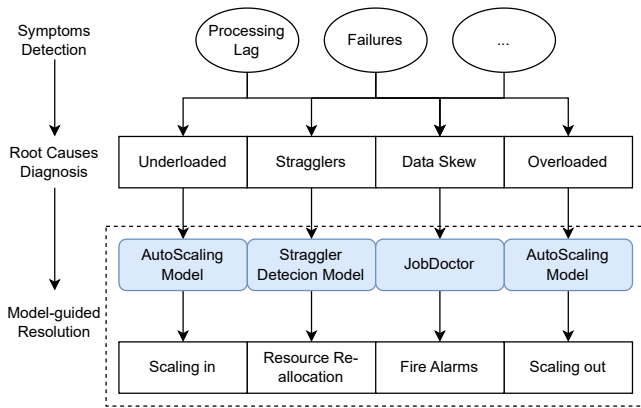 Symptoms
Detection
Processing
Lag
Failures
...
Root Causes
Diagnosis
Underloaded
Stragglers
Data Skew
Overloaded
AutoScaling
Model
Straggler
Detecion Model
JobDoctor
AutoScaling
Model
Model-guided
Resolution
Scaling in
Resource Re-
allocation
Fire Alarms
Scaling out